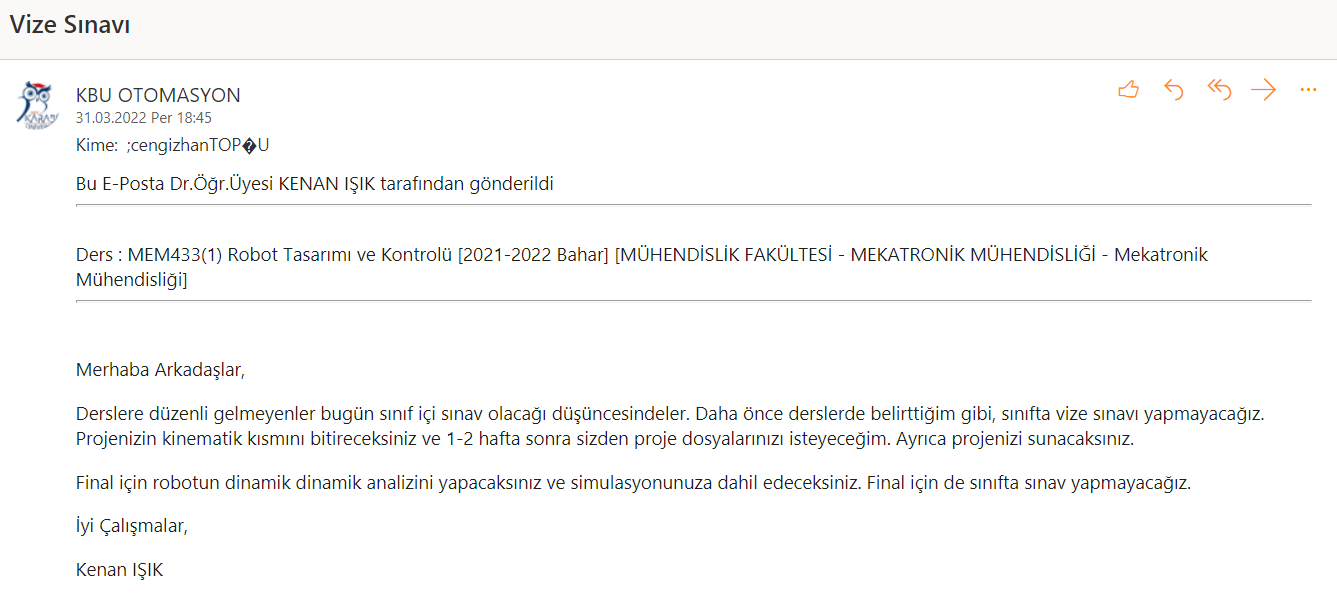 Vize Sınavı
KBU OTOMASYON
31.03.2022 Per 18:45
Kime: ;cengizhanTOP�U
Bu E-Posta Dr.Öğr.Üyesi KENAN IŞIK tarafından gönderildi
Ders : MEM433(1) Robot Tasarımı ve Kontrolü [2021-2022 Bahar] [MÜHENDİSLİK FAKÜLTESİ - MEKATRONİK MÜHENDİSLİĞİ - Mekatronik
Mühendisliği]
Merhaba Arkadaşlar,
Derslere düzenli gelmeyenler bugün sınıf içi sınav olacağı düşüncesindeler. Daha önce derslerde belirttiğim gibi, sınıfta vize sınavı yapmayacağız.
Projenizin kinematik kısmını bitireceksiniz ve 1-2 hafta sonra sizden proje dosyalarınızı isteyeceğim. Ayrıca projenizi sunacaksınız.
Final için robotun dinamik dinamik analizini yapacaksınız ve simulasyonunuza dahil edeceksiniz. Final için de sınıfta sınav yapmayacağız.
İyi Çalışmalar,
Kenan IŞIK